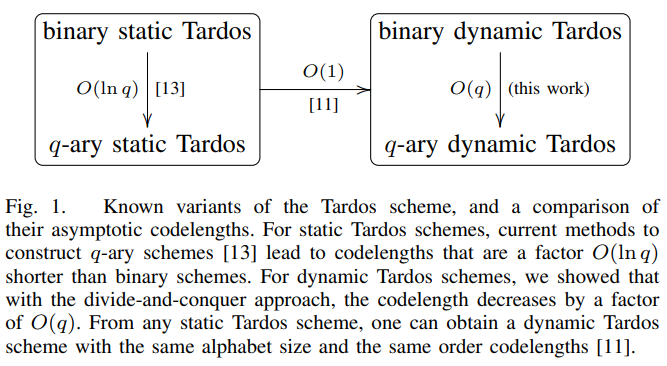 binary static Tardos
O(ln q) [13]
q-ary static Tardos
O(1)
[11]
binary dynamic Tardos
O(q) (this work)
q-ary dynamic Tardos
Fig. 1. Known variants of the Tardos scheme, and a comparison of
their asymptotic codelengths. For static Tardos schemes, current methods to
construct q-ary schemes [13] lead to codelengths that are a factor O(ln q)
shorter than binary schemes. For dynamic Tardos schemes, we showed that
with the divide-and-conquer approach, the codelength decreases by a factor
of O(q). From any static Tardos scheme, one can obtain a dynamic Tardos
scheme with the same alphabet size and the same order codelengths [11].